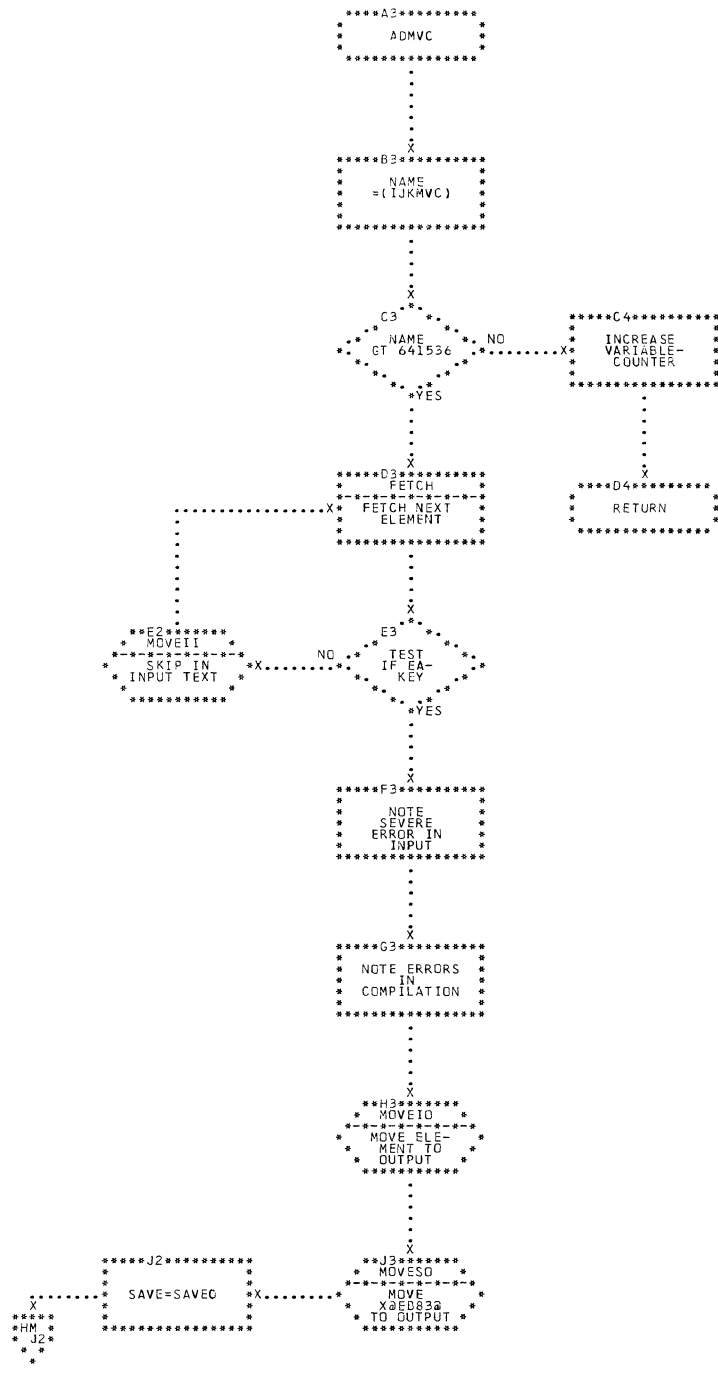 A3
ADMVC
B3
NAME
=(IJKMVC)
C3
NAME
GT 641536
NO
YES
C4
INCREASE
VARIABLE-
COUNTER
D3
FETCH
FETCH NEXT
ELEMENT
D4
RETURN
E2
MOVEII
SKIP IN
INPUT TEXT
E3
TEST
IF EA-
KEY
NO
YES
F3
NOTE
SEVERE
ERROR IN
INPUT
G3
NOTE ERRORS
IN
COMPILATION
H3
MOVEIO
MOVE ELE-
MENT TO
OUTPUT
J2
SAVE=SAVEO
J3
MOVESO
MOVE
X@EB83@
TO OUTPUT
HM
J2